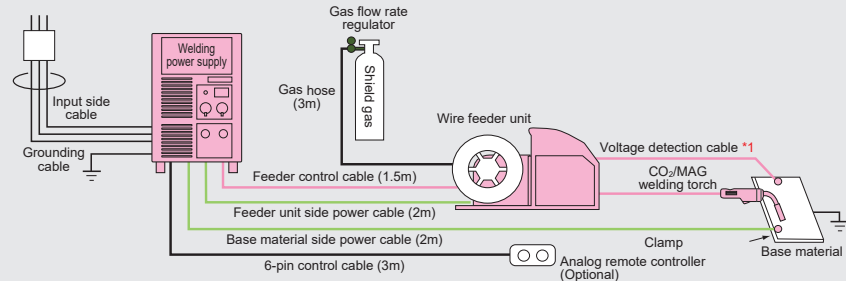 Gas flow rate
regulator
Welding
power supply
Shield gas
Gas hose
(3m)
Input side
cable
Wire feeder unit
Grounding
cable
Voltage detection cable *1
CO₂/MAG
welding torch
Feeder control cable (1.5m)
Feeder unit side power cable (2m)
Base material side power cable (2m)
Clamp
Base material
6-pin control cable (3m)
Analog remote controller
(Optional)